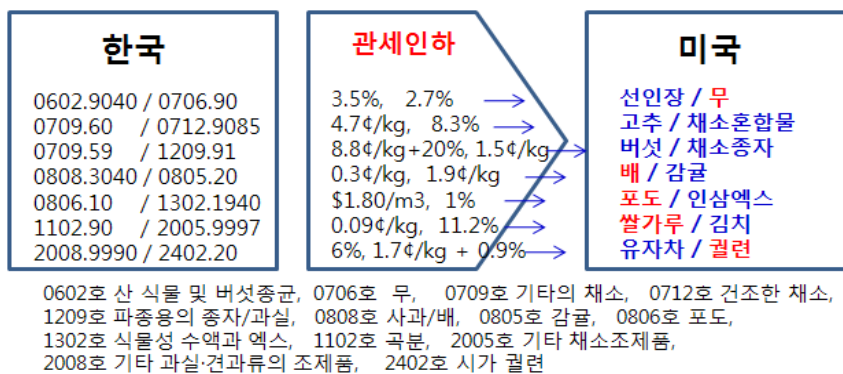 한국
관세인하
미국
0602.9040 / 0706.90
3.5%, 2.7%
선인장 / 무
0709.60 / 0712.9085
4.7¢/kg, 8.3%
고추 / 채소혼합물
0709.59 / 1209.91
8.8¢/kg+20%, 1.5¢/kg
버섯 / 채소종자
0808.3040 / 0805.20
0.3¢/kg, 1.9¢/kg
배 / 감귤
0806.10 / 1302.1940
$1.80/m3, 1%
포도 / 인삼엑스
1102.90 / 2005.9997
0.09¢/kg, 11.2%
쌀가루 / 김치
2008.9990 / 2402.20
6%, 1.7¢/kg + 0.9%
유자차 / 궐련
0602호 산 식물 및 버섯종균, 0706호 무, 0709호 기타의 채소, 0712호 건조한 채소,
1209호 파종용의 종자/과실, 0808호 사과/배, 0805호 감귤, 0806호 포도,
1302호 식물성 수액과 엑스, 1102호 곡분, 2005호 기타 채소조제품,
2008호 기타 과실·견과류의 조제품, 2402호 시가 궐련